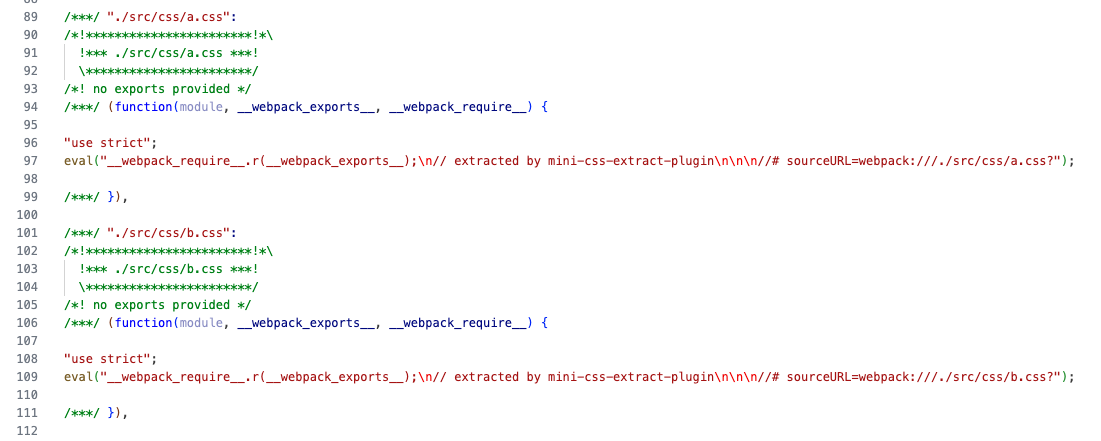 89 /***/ "./src/css/a.css":
90 /*!***********************!*\
91   !*** ./src/css/a.css ***!
92   \***********************/
93 /*! no exports provided */
94 /***/ (function(module, __webpack_exports__, __webpack_require__) {
95
96 "use strict";
97 eval("__webpack_require__.r(__webpack_exports__);\n// extracted by mini-css-extract-plugin\n\n\n//# sourceURL=webpack:///./src/css/a.css?");
98
99 /***/ }),
100
101 /***/ "./src/css/b.css":
102 /*!***********************!*\
103   !*** ./src/css/b.css ***!
104   \***********************/
105 /*! no exports provided */
106 /***/ (function(module, __webpack_exports__, __webpack_require__) {
107
108 "use strict";
109 eval("__webpack_require__.r(__webpack_exports__);\n// extracted by mini-css-extract-plugin\n\n\n//# sourceURL=webpack:///./src/css/b.css?");
110
111 /***/ }),
112